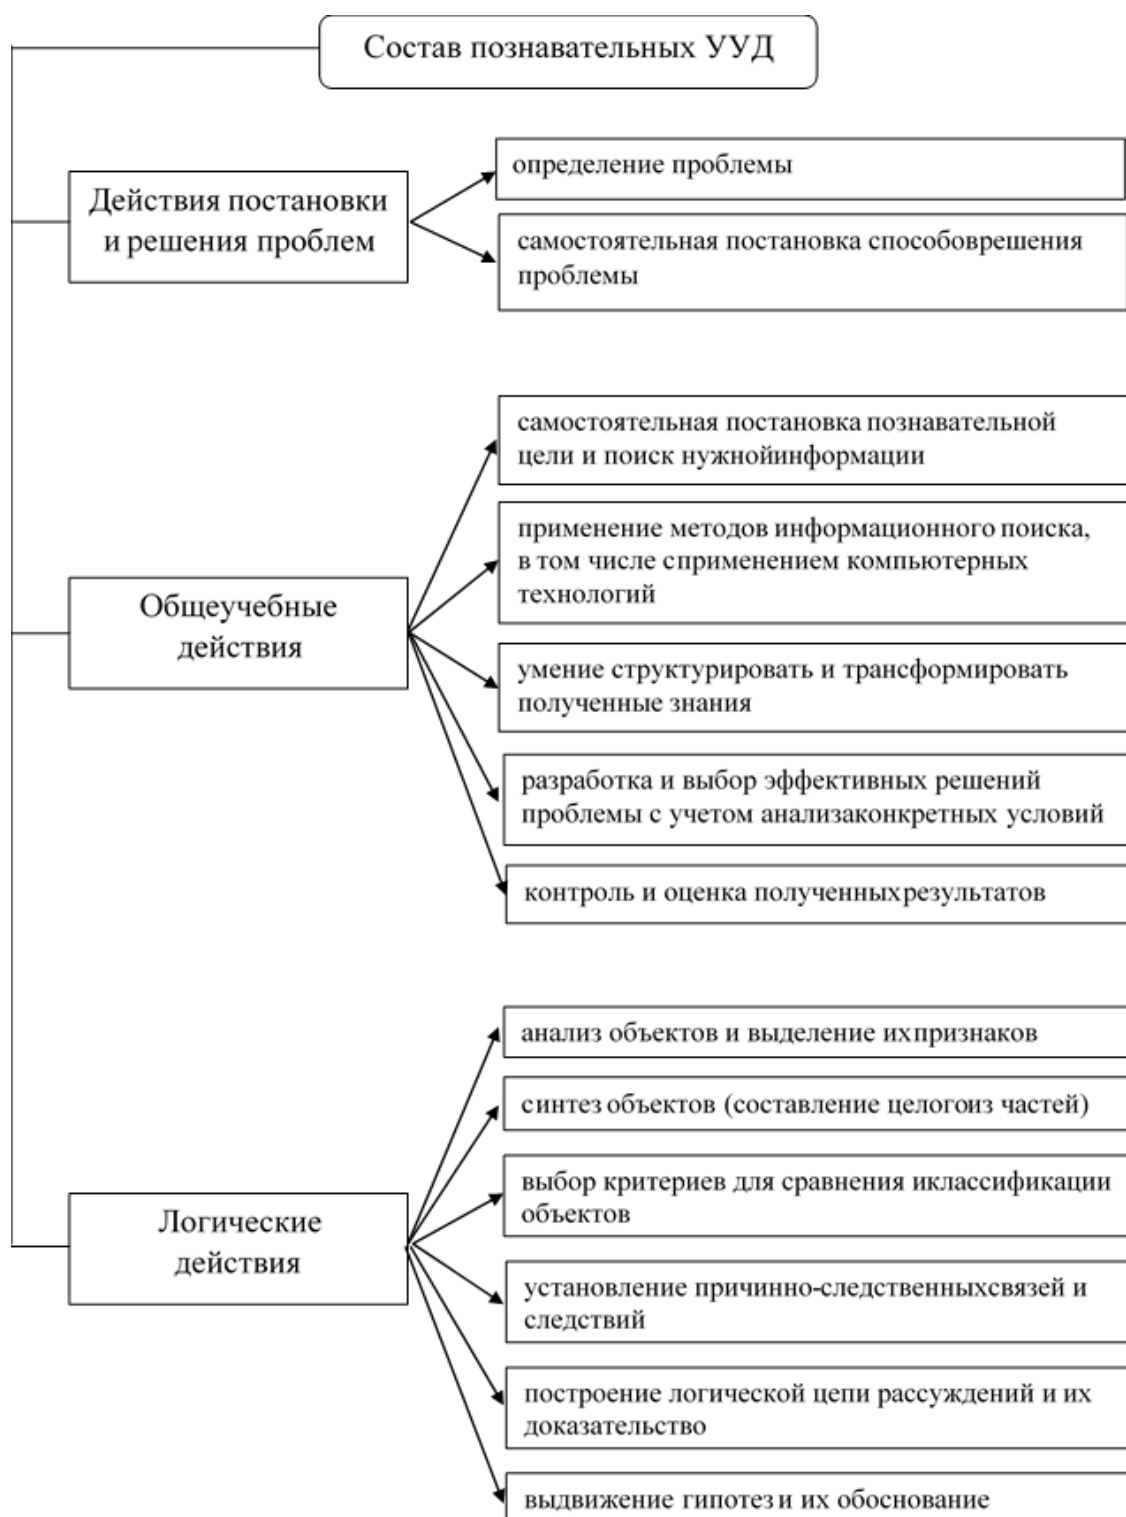 Состав познавательных УУД
Действия постановки
и решения проблем
определение проблемы
самостоятельная постановка способоврешения
проблемы
Общеучебные
действия
самостоятельная постановка познавательной
цели и поиск нужнойинформации
применение методов информационного поиска,
в том числе сприменением компьютерных
технологий
умение структурировать и трансформировать
полученные знания
разработка и выбор эффективных решений
проблемы с учетом анализаконкретных условий
контроль и оценка полученныхрезультатов
Логические
действия
анализ объектов и выделение ихпризнаков
синтез объектов (составление целогоиз частей)
выбор критериев для сравнения иклассификации
объектов
установление причинно-следственныхсвязей и
следствий
построение логической цепи рассуждений и их
доказательство
выдвижение гипотез и их обоснование